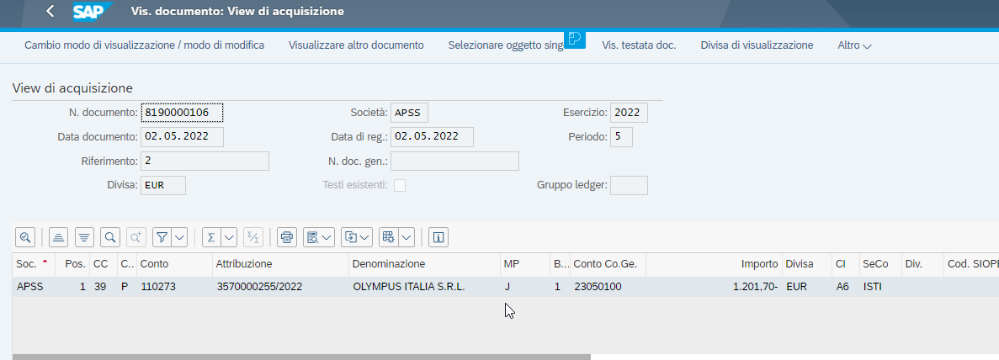 SAP Vis. documento: View di acquisizione
Cambio modo di visualizzazione / modo di modifica Visualizzare altro documento Selezionare oggetto sing Vis. testata doc. Divisa di visualizzazione Altro
View di acquisizione
N. documento: 8190000106 Società: APSS Esercizio: 2022
Data documento: 02.05.2022 Data di reg.: 02.05.2022 Periodo: 5
Riferimento: 2 N. doc. gen.:
Divisa: EUR Testi esistenti: Gruppo ledger:
Soc. Pos. CC C.. Conto Attribuzione Denominazione MP B... Conto Co.Ge. Importo Divisa CI SeCo Div. Cod. SIOPE
APSS 1 39 P 110273 3570000255/2022 OLYMPUS ITALIA S.R.L. J 1 23050100 1.201,70- EUR A6 ISTI